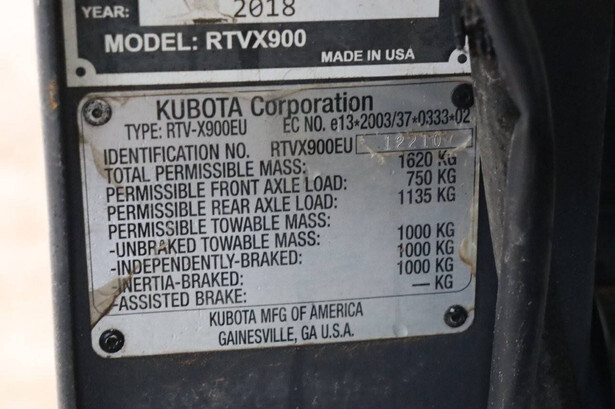 YEAR: 2018
MODEL: RTVX900
MADE IN USA
KUBOTA Corporation
TYPE: RTV-X900EU EC NO. e13*2003/37*0333*02
IDENTIFICATION NO. RTVX900EU
TOTAL PERMISSIBLE MASS: 1620 KG
PERMISSIBLE FRONT AXLE LOAD: 750 KG
PERMISSIBLE REAR AXLE LOAD: 1135 KG
PERMISSIBLE TOWABLE MASS:
-UNBRAKED TOWABLE MASS: 1000 KG
-INDEPENDENTLY-BRAKED: 1000 KG
-INERTIA-BRAKED: 1000 KG
-ASSISTED BRAKE: — KG
KUBOTA MFG OF AMERICA
GAINESVILLE, GA U.S.A.